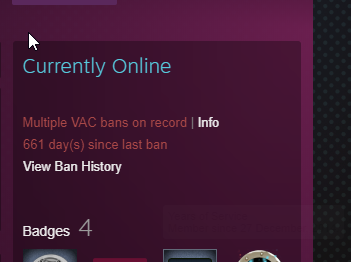 Currently Online
Multiple VAC bans on record | Info
661 day(s) since last ban
View Ban History
Badges 4